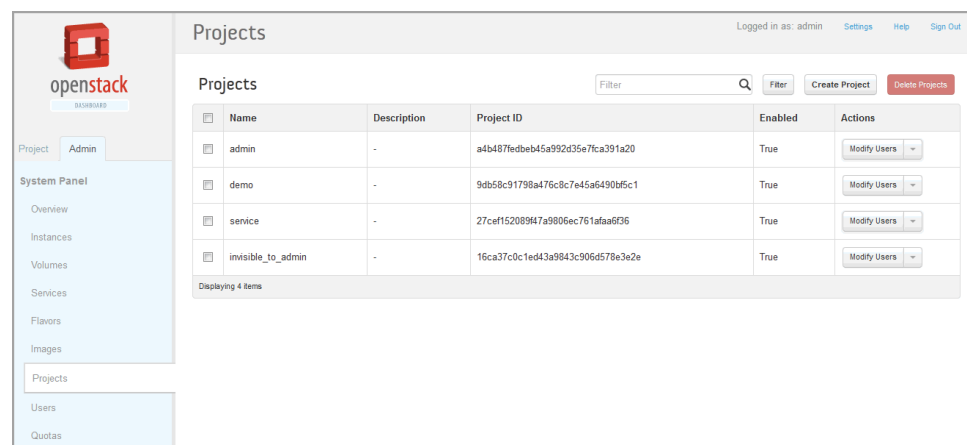 Projects
Logged in as: admin Settings Help Sign Out
openstack
DASHBOARD
Project Admin
System Panel
Overview
Instances
Volumes
Services
Flavors
Images
Projects
Users
Quotas
Projects
Filter Filter Create Project Delete Projects
Name Description Project ID Enabled Actions
admin - a4b487fedbeb45a992d35e7fca391a20 True Modify Users
demo - 9db58c91798a476c8c7e45a6490bf5c1 True Modify Users
service - 27cef152089f47a9806ec761afaa6f36 True Modify Users
invisible_to_admin - 16ca37c0c1ed43a9843c906d578e3e2e True Modify Users
Displaying 4 items